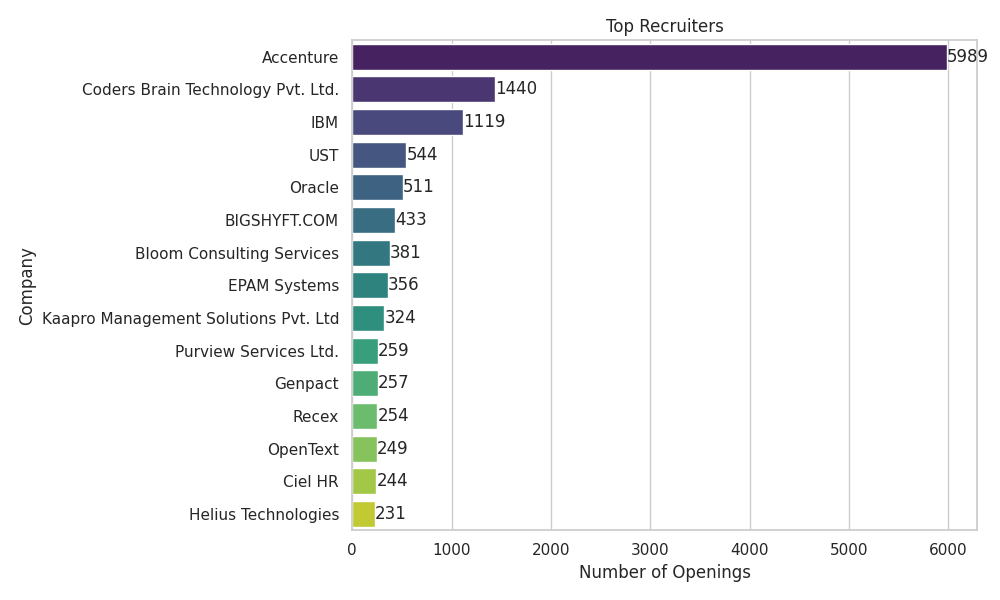 Top Recruiters
Accenture 5989
Coders Brain Technology Pvt. Ltd. 1440
IBM 1119
UST 544
Oracle 511
BIGSHYFT.COM 433
Bloom Consulting Services 381
EPAM Systems 356
Kaapro Management Solutions Pvt. Ltd 324
Purview Services Ltd. 259
Genpact 257
Recex 254
OpenText 249
Ciel HR 244
Helius Technologies 231
0 1000 2000 3000 4000 5000 6000
Number of Openings
Company